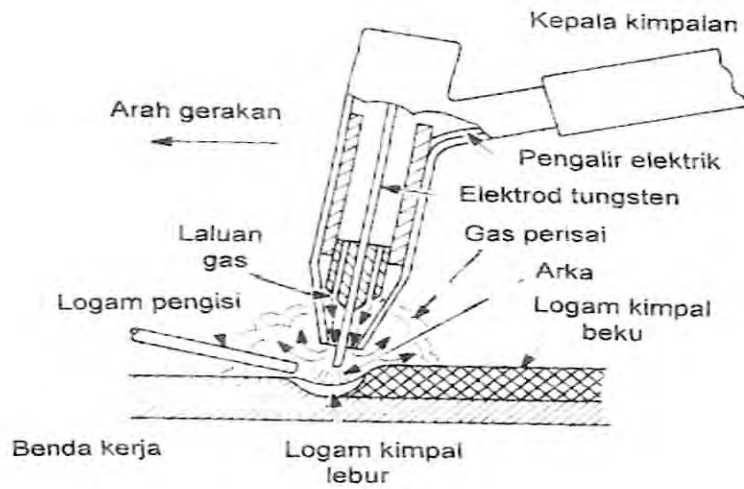 Kepala kimpalan
Arah gerakan
Pengalir elektrik
Elektrod tungsten
Laluan
gas
Gas perisai
Arka
Logam pengisi
Logam kimpal
beku
Benda kerja
Logam kimpal
lebur